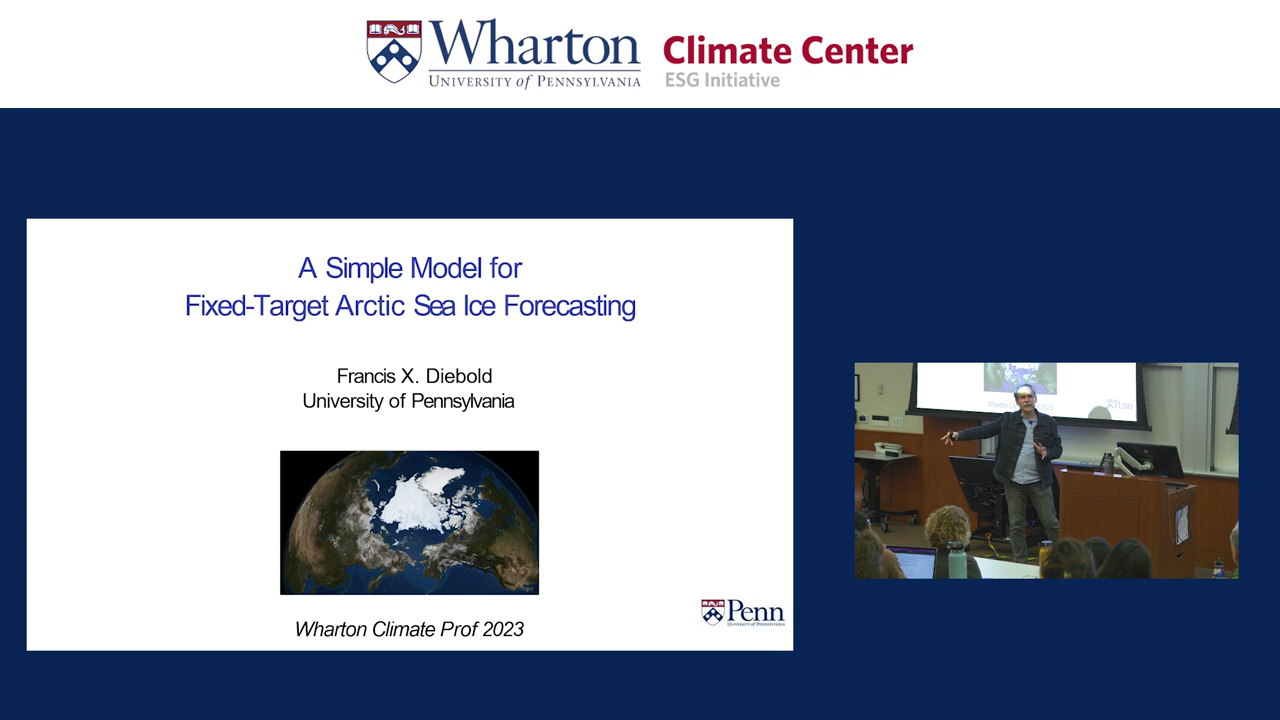 Wharton
UNIVERSITY of PENNSYLVANIA
Climate Center
ESG Initiative
A Simple Model for
Fixed-Target Arctic Sea Ice Forecasting
Francis X. Diebold
University of Pennsylvania
Wharton Climate Prof 2023
Penn
UNIVERSITY of PENNSYLVANIA
Penn